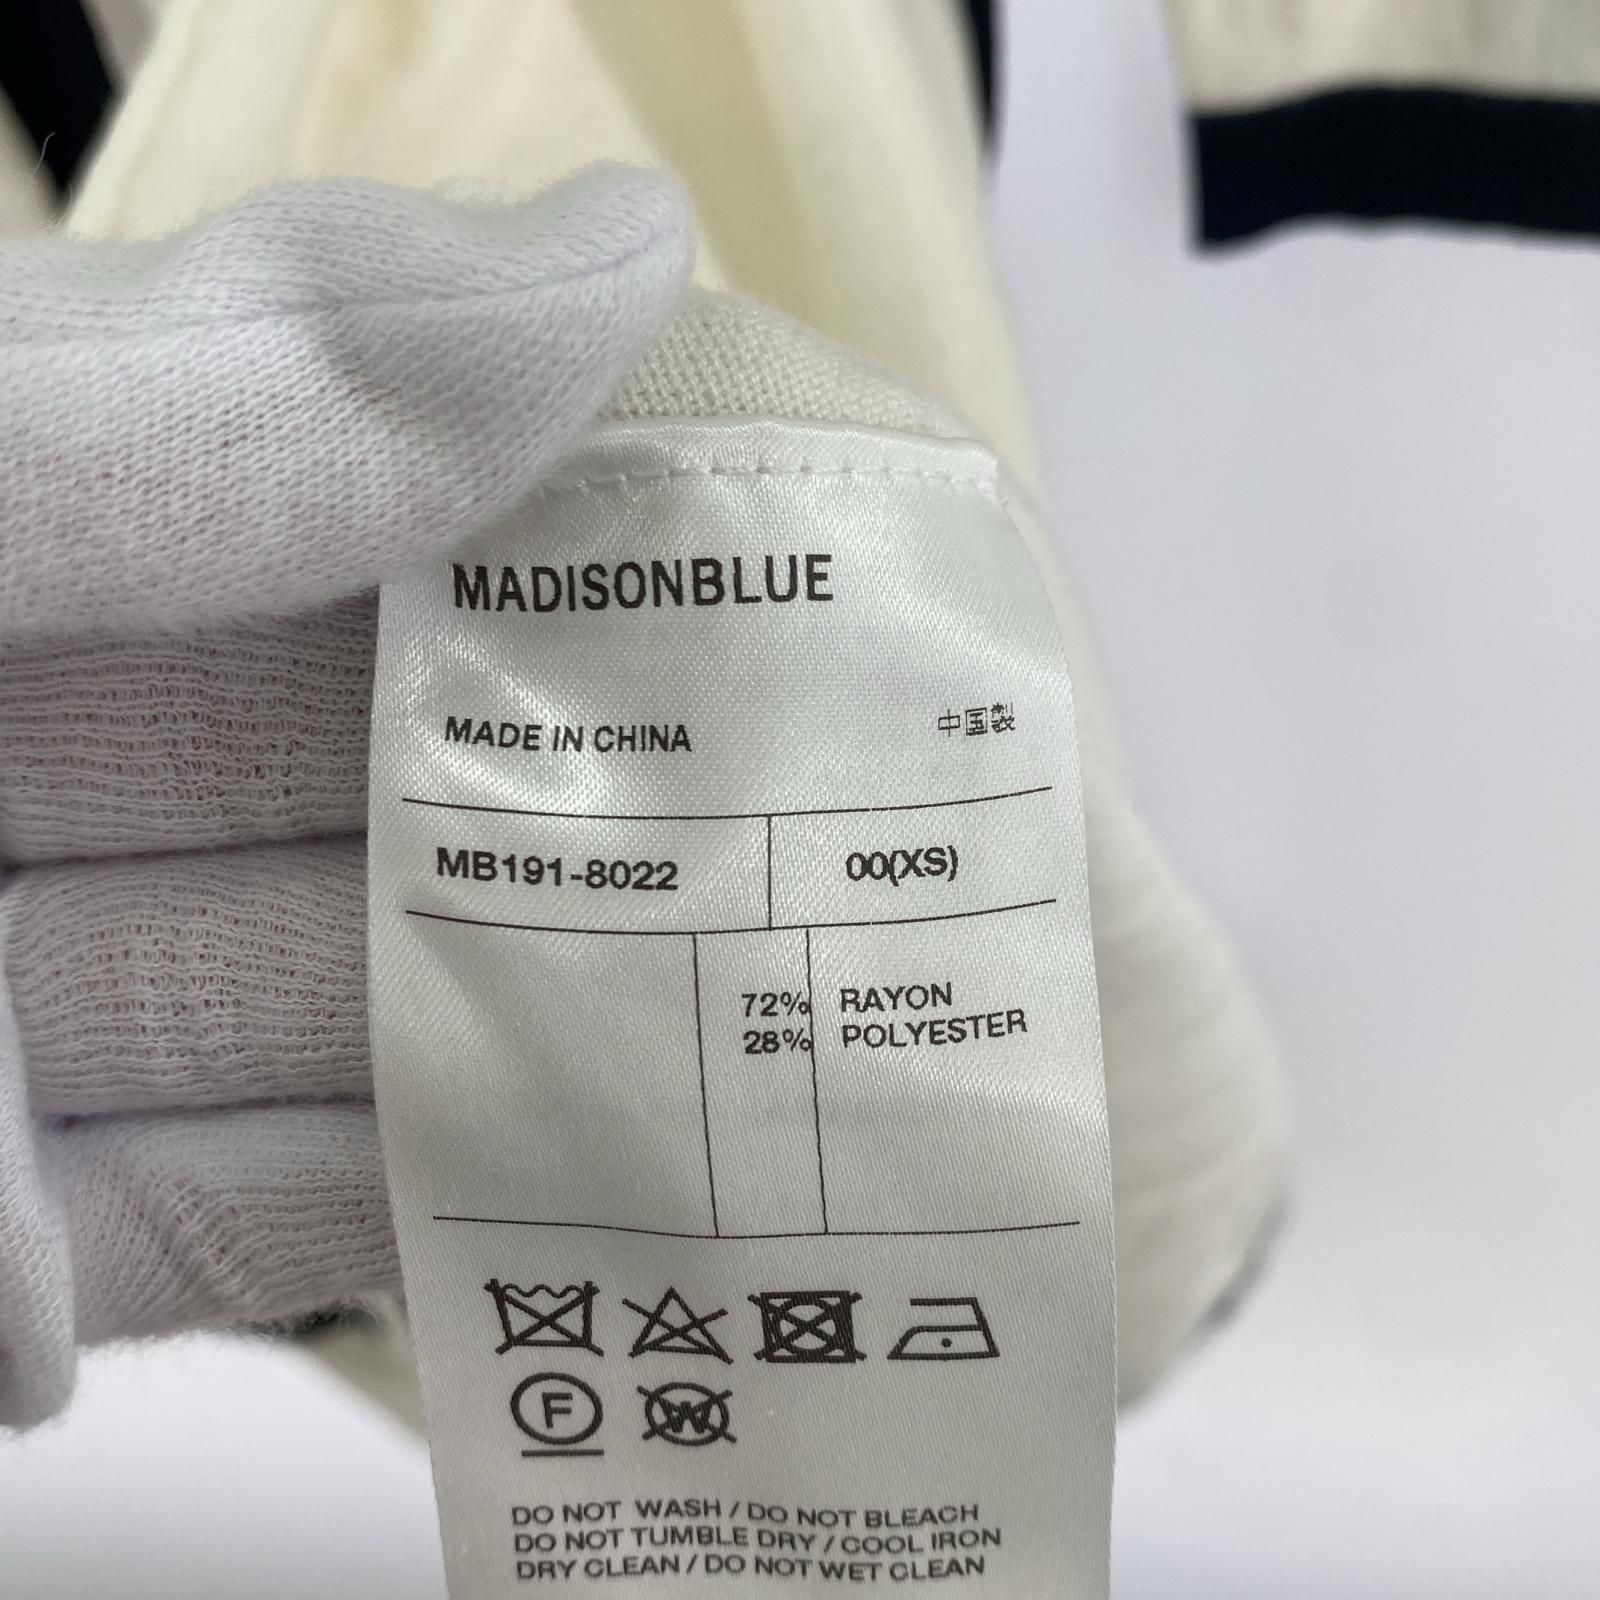 MADISONBLUE
MADE IN CHINA 中国製
MB191-8022 00(XS)
72% RAYON
28% POLYESTER
F W
DO NOT WASH / DO NOT BLEACH
DO NOT TUMBLE DRY / COOL IRON
DRY CLEAN / DO NOT WET CLEAN